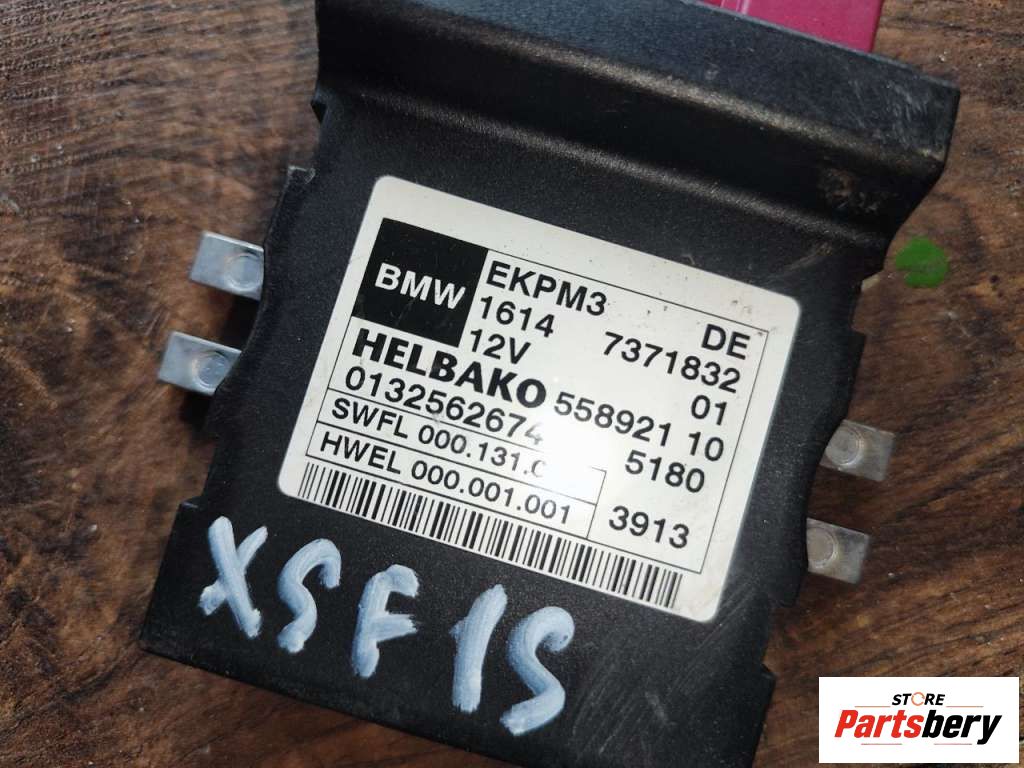 BMW EKPM3 DE
1614 7371832
12V 01
HELBAKO 558921 10
0132562674 5180
SWFL 000.131.0
HWEL 000.001.001 3913
XSF15
STORE
Partsbery